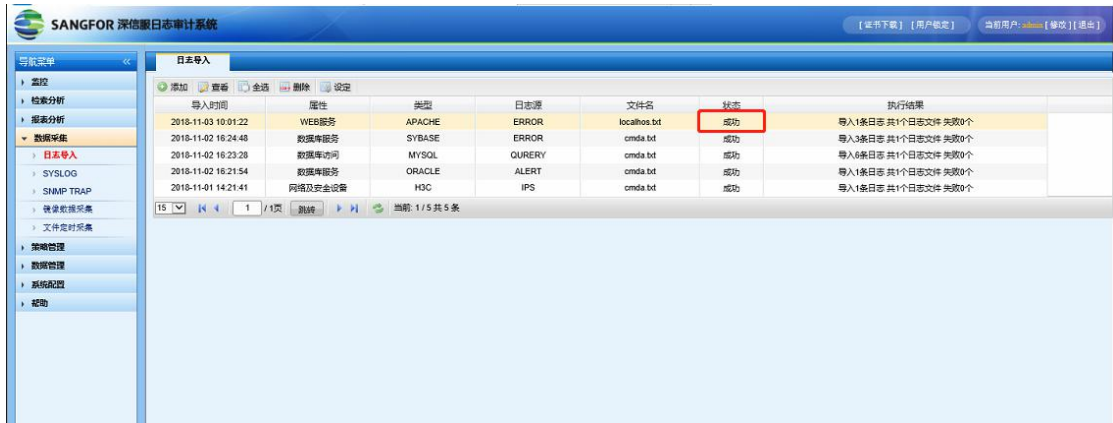 SANGFOR 深信服日志审计系统
[证书下载] [用户锁定] 当前用户: admin [修改][退出]
导航菜单 «
日志导入
监控
检索分析
报表分析
数据采集
日志导入
SYSLOG
SNMP TRAP
镜像数据采集
文件定时采集
策略管理
数据管理
系统配置
帮助
添加 查看 全选 删除 设定
导入时间 属性 类型 日志源 文件名 状态 执行结果
2018-11-03 10:01:22 WEB服务 APACHE ERROR localhos.txt 成功 导入1条日志 共1个日志文件 失败0个
2018-11-02 16:24:48 数据库服务 SYBASE ERROR cmda.txt 成功 导入3条日志 共1个日志文件 失败0个
2018-11-02 16:23:28 数据库访问 MYSQL QURERY cmda.txt 成功 导入6条日志 共1个日志文件 失败0个
2018-11-02 16:21:54 数据库服务 ORACLE ALERT cmda.txt 成功 导入1条日志 共1个日志文件 失败0个
2018-11-01 14:21:41 网络及安全设备 H3C IPS cmda.txt 成功 导入1条日志 共1个日志文件 失败0个
15 1 / 1页 跳转 当前: 1 / 5 共 5 条